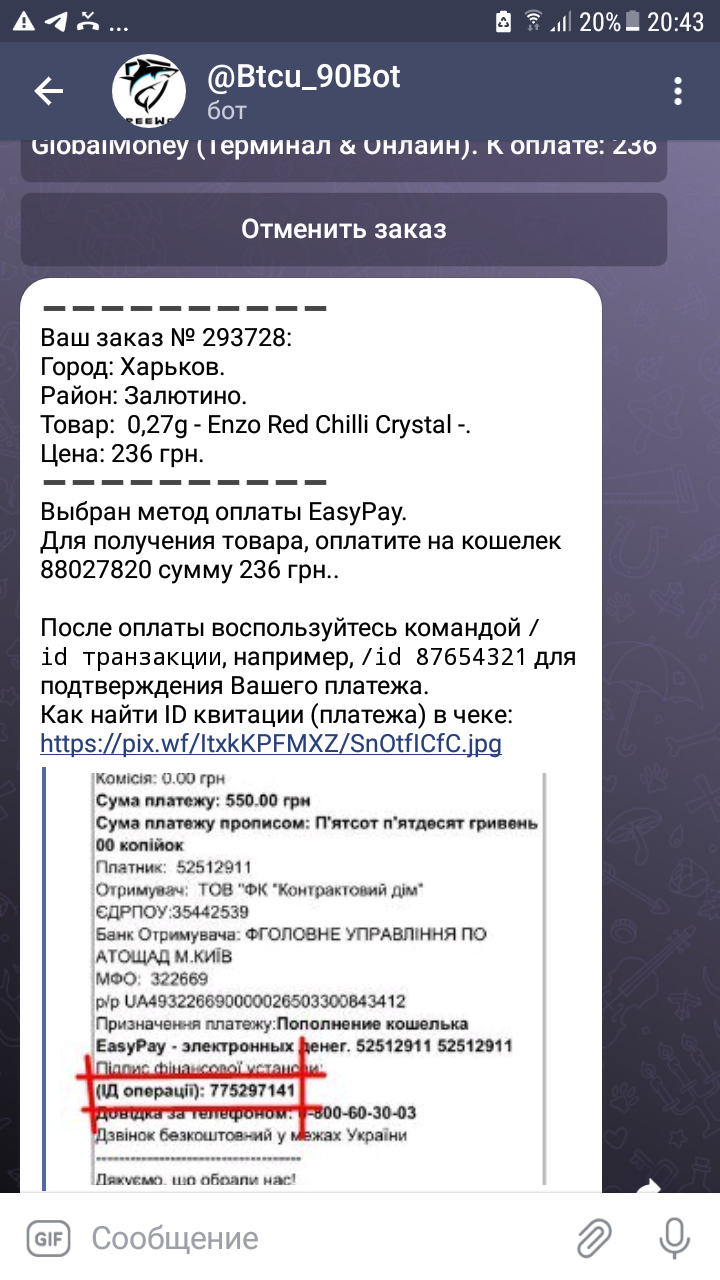 20% 20:43
@Btcu_90Bot
бот
GlobalMoney (Терминал & Онлайн). К оплате: 236
Отменить заказ
— — — — — — — — — —
Ваш заказ № 293728:
Город: Харьков.
Район: Залютино.
Товар:  0,27g - Enzo Red Chilli Crystal -.
Цена: 236 грн.
— — — — — — — — — —
Выбран метод оплаты EasyPay.
Для получения товара, оплатите на кошелек
88027820 сумму 236 грн..
После оплаты воспользуйтесь командой /
id транзакции, например, /id 87654321 для
подтверждения Вашего платежа.
Как найти ID квитации (платежа) в чеке:
https://pix.wf/ItxkKPFMXZ/SnOtfICfC.jpg
Комісія: 0.00 грн
Сума платежу: 550.00 грн
Сума платежу прописом: П'ятсот п'ятдесят гривень
00 копійок
Платник:  52512911
Отримувач:  ТОВ "ФК "Контрактовий дім"
ЄДРПОУ:35442539
Банк Отримувача: ФГОЛОВНЕ УПРАВЛІННЯ ПО
АТОЩАД М.КИЇВ
МФО:  322669
р/р UA493226690000026503300843412
Призначення платежу:Пополнение кошелька
EasyPay - электронных денег. 52512911 52512911
Підпис фінансової установи:
(ІД операції): 775297141
Довідка за телефоном: 0-800-60-30-03
Дзвінок безкоштовний у межах України
-----------------------------------
Дякуємо, що обрали нас!
GIF Сообщение